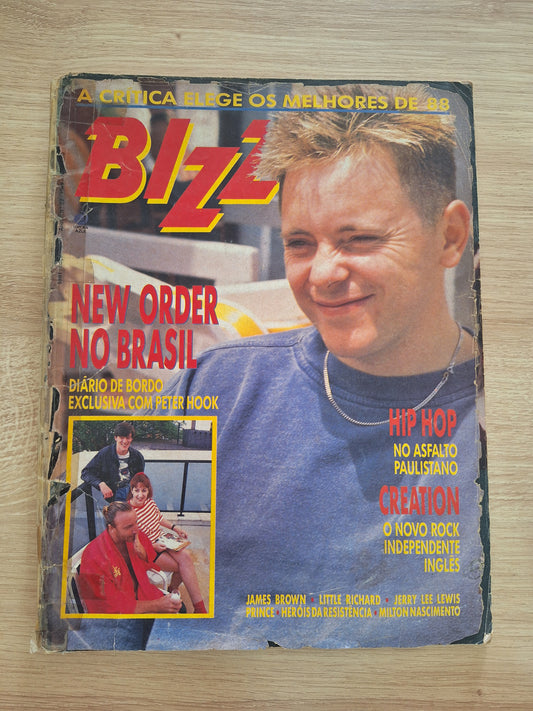 A CRÍTICA ELEGE OS MELHORES DE 88
BIZZ
NEW ORDER
NO BRASIL
DIÁRIO DE BORDO
EXCLUSIVA COM PETER HOOK
HIP HOP
NO ASFALTO
PAULISTANO
CREATION
O NOVO ROCK
INDEPENDENTE
INGLÊS
JAMES BROWN • LITTLE RICHARD • JERRY LEE LEWIS
PRINCE • HERÓIS DA RESISTÊNCIA • MILTON NASCIMENTO